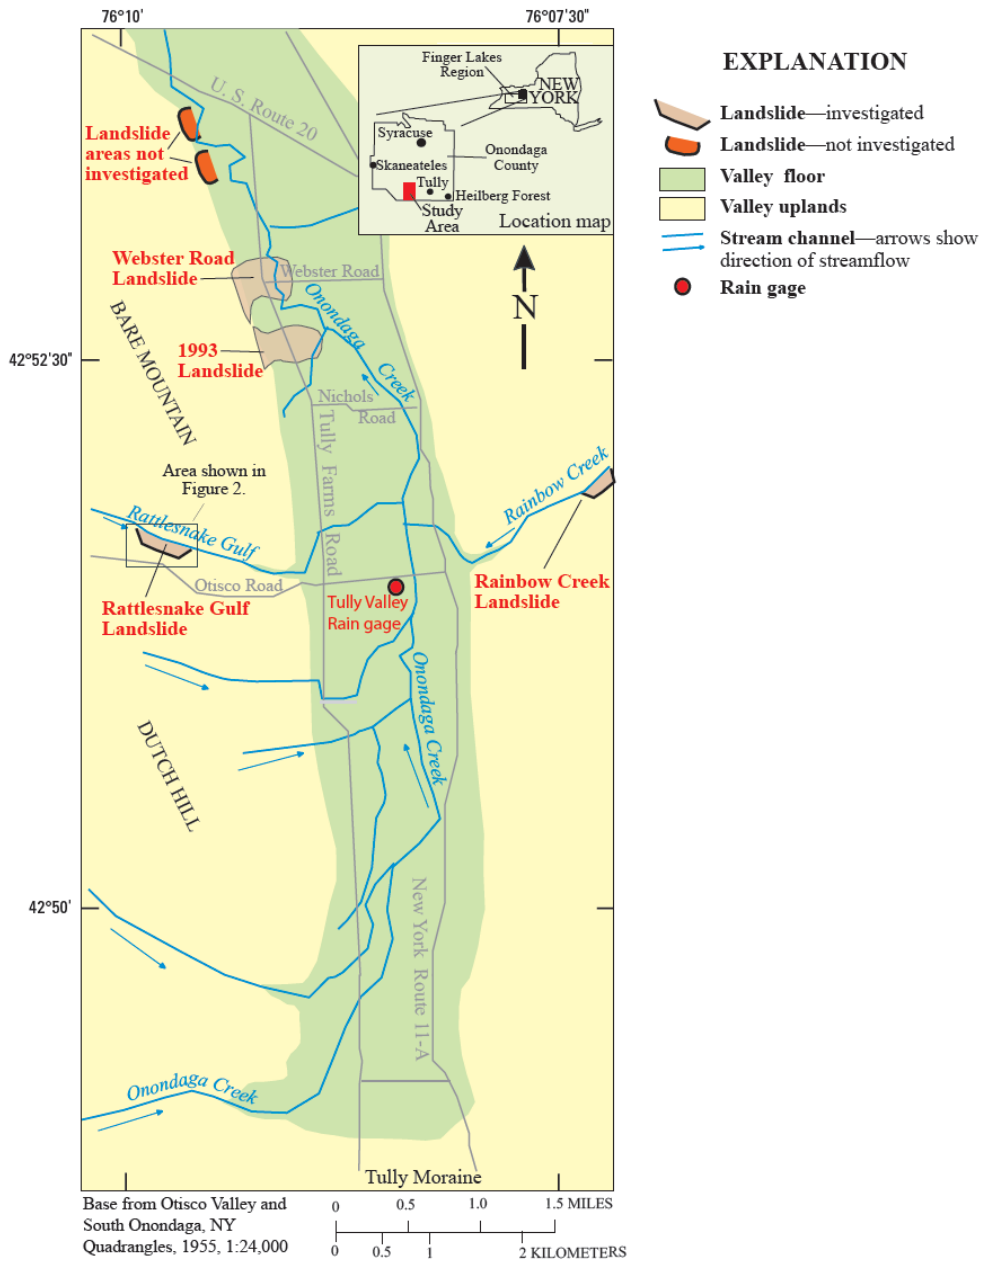 76°10'
76°07'30"
U. S. Route 20
Finger Lakes
Region
NEW
YORK
Syracuse
Onondaga
County
Skaneateles
Tully
Heilberg Forest
Study
Area
Location map
Landslide
areas not
investigated
Webster Road
Landslide
Webster Road
Onondaga
Creek
N
BARE MOUNTAIN
1993
Landslide
42°52'30"
Nichols
Road
Tully Farms Road
Area shown in
Figure 2.
Rattlesnake Gulf
Rainbow Creek
Otisco Road
Rattlesnake Gulf
Landslide
Tully Valley
Rain gage
Rainbow Creek
Landslide
Onondaga Creek
DUTCH HILL
42°50'
New York Route 11-A
Onondaga Creek
Tully Moraine
EXPLANATION
Landslide—investigated
Landslide—not investigated
Valley floor
Valley uplands
Stream channel—arrows show
direction of streamflow
Rain gage
Base from Otisco Valley and
South Onondaga, NY
Quadrangles, 1955, 1:24,000
0 0.5 1.0 1.5 MILES
0 0.5 1 2 KILOMETERS